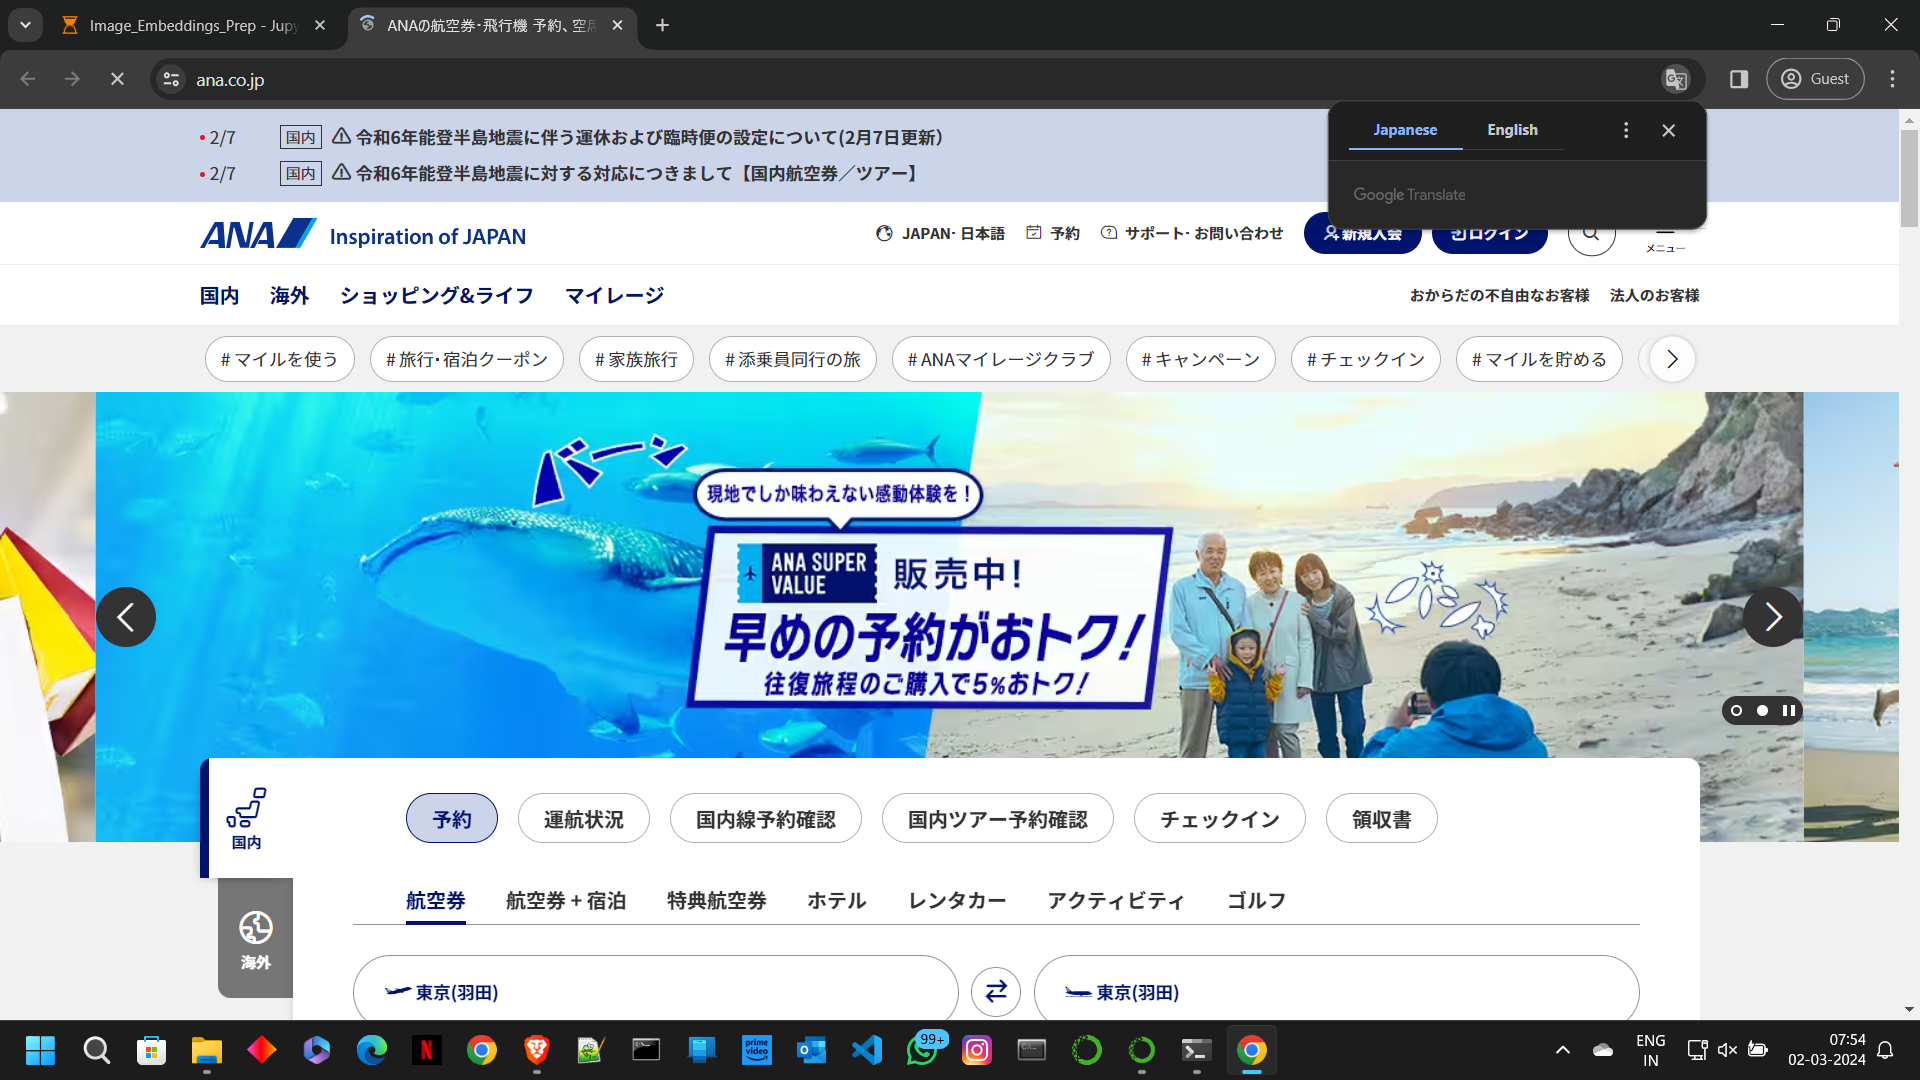 Image_Embeddings_Prep - Jupy
ANAの航空券･飛行機 予約、空席
ana.co.jp
Guest
Japanese
English
Google Translate
2/7 国内 令和6年能登半島地震に伴う運休および臨時便の設定について(2月7日更新）
2/7 国内 令和6年能登半島地震に対する対応につきまして【国内航空券／ツアー】
ANA Inspiration of JAPAN
JAPAN･日本語 予約 サポート･お問い合わせ 新規入会 ログイン メニュー
国内 海外 ショッピング&ライフ マイレージ おからだの不自由なお客様 法人のお客様
# マイルを使う # 旅行･宿泊クーポン # 家族旅行 # 添乗員同行の旅 # ANAマイレージクラブ # キャンペーン # チェックイン # マイルを貯める
バーン
現地でしか味わえない感動体験を！
ANA SUPER VALUE 販売中！
早めの予約がおトク！
往復旅程のご購入で5%おトク！
国内
予約 運航状況 国内線予約確認 国内ツアー予約確認 チェックイン 領収書
航空券 航空券 + 宿泊 特典航空券 ホテル レンタカー アクティビティ ゴルフ
海外
東京(羽田) 東京(羽田)
prime video
99+
ENG
IN
07:54
02-03-2024